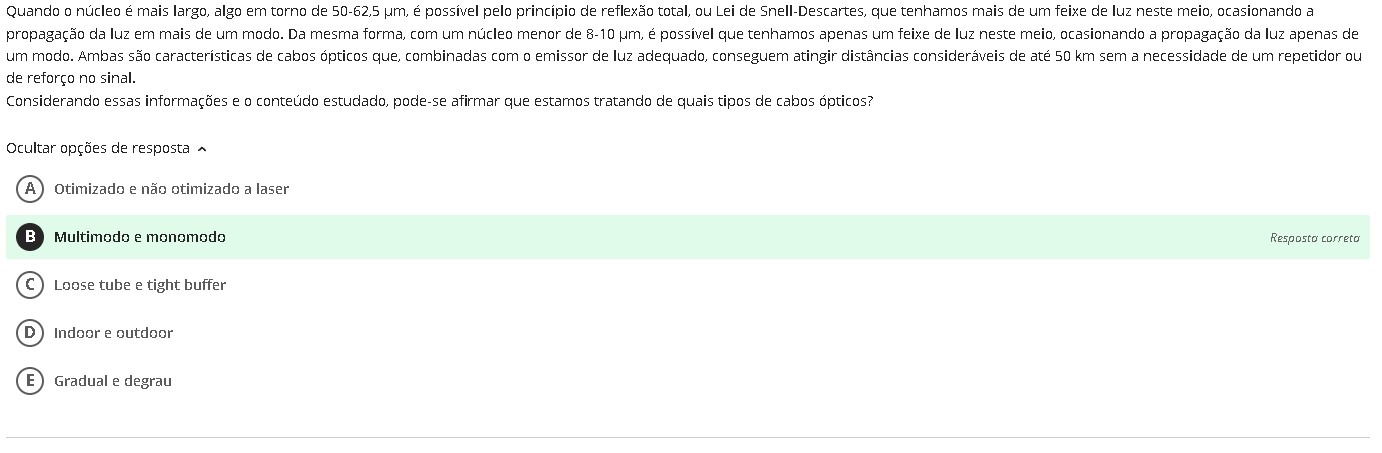 Quando o núcleo é mais largo, algo em torno de 50-62,5 µm, é possível pelo princípio de reflexão total, ou Lei de Snell-Descartes, que tenhamos mais de um feixe de luz neste meio, ocasionando a
propagação da luz em mais de um modo. Da mesma forma, com um núcleo menor de 8-10 µm, é possível que tenhamos apenas um feixe de luz neste meio, ocasionando a propagação da luz apenas de
um modo. Ambas são características de cabos ópticos que, combinadas com o emissor de luz adequado, conseguem atingir distâncias consideráveis de até 50 km sem a necessidade de um repetidor ou
de reforço no sinal.
Considerando essas informações e o conteúdo estudado, pode-se afirmar que estamos tratando de quais tipos de cabos ópticos?
Ocultar opções de resposta
A Otimizado e não otimizado a laser
B Multimodo e monomodo Resposta correta
C Loose tube e tight buffer
D Indoor e outdoor
E Gradual e degrau